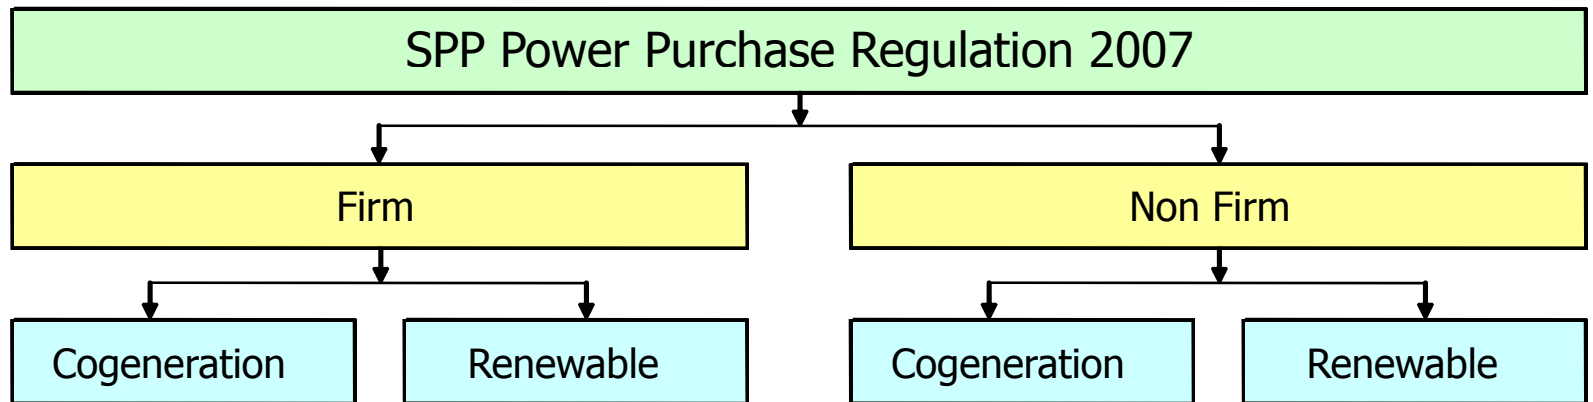 SPP Power Purchase Regulation 2007
Firm
Non Firm
Cogeneration
Renewable
Cogeneration
Renewable